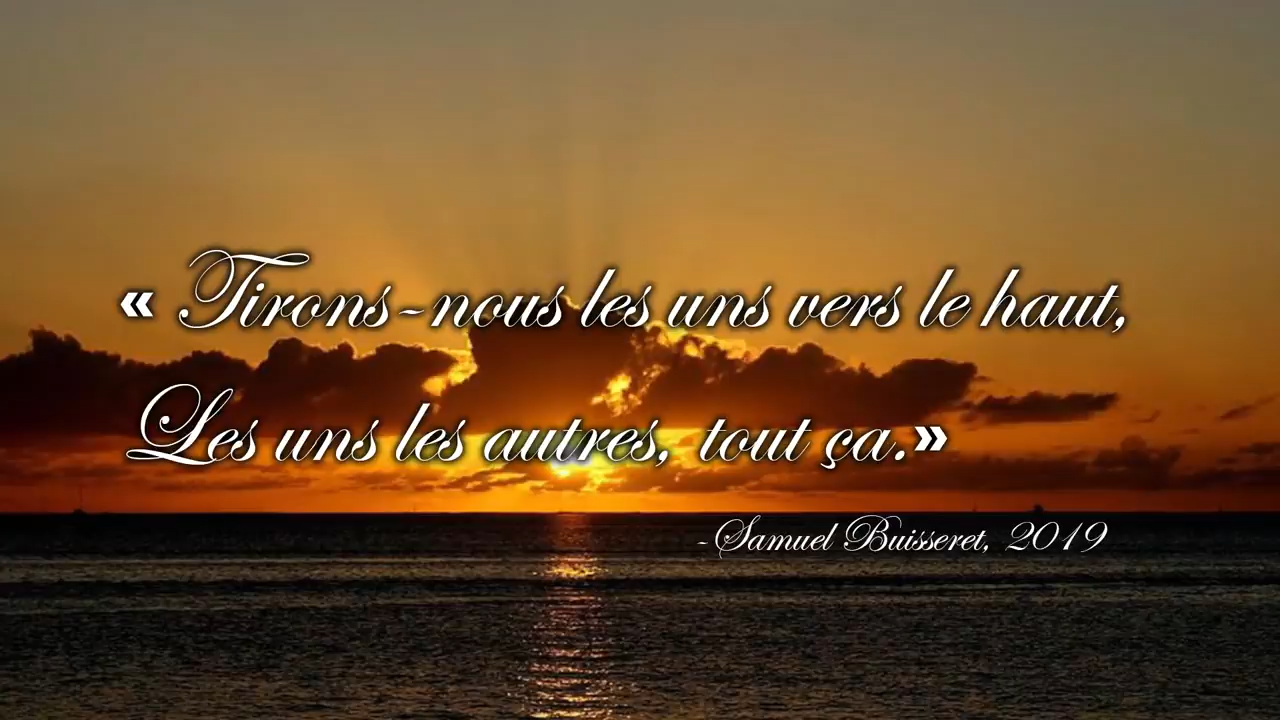 « Tirons-nous les uns vers le haut,
Les uns les autres, tout ça.»
-Samuel Buisseret, 2019